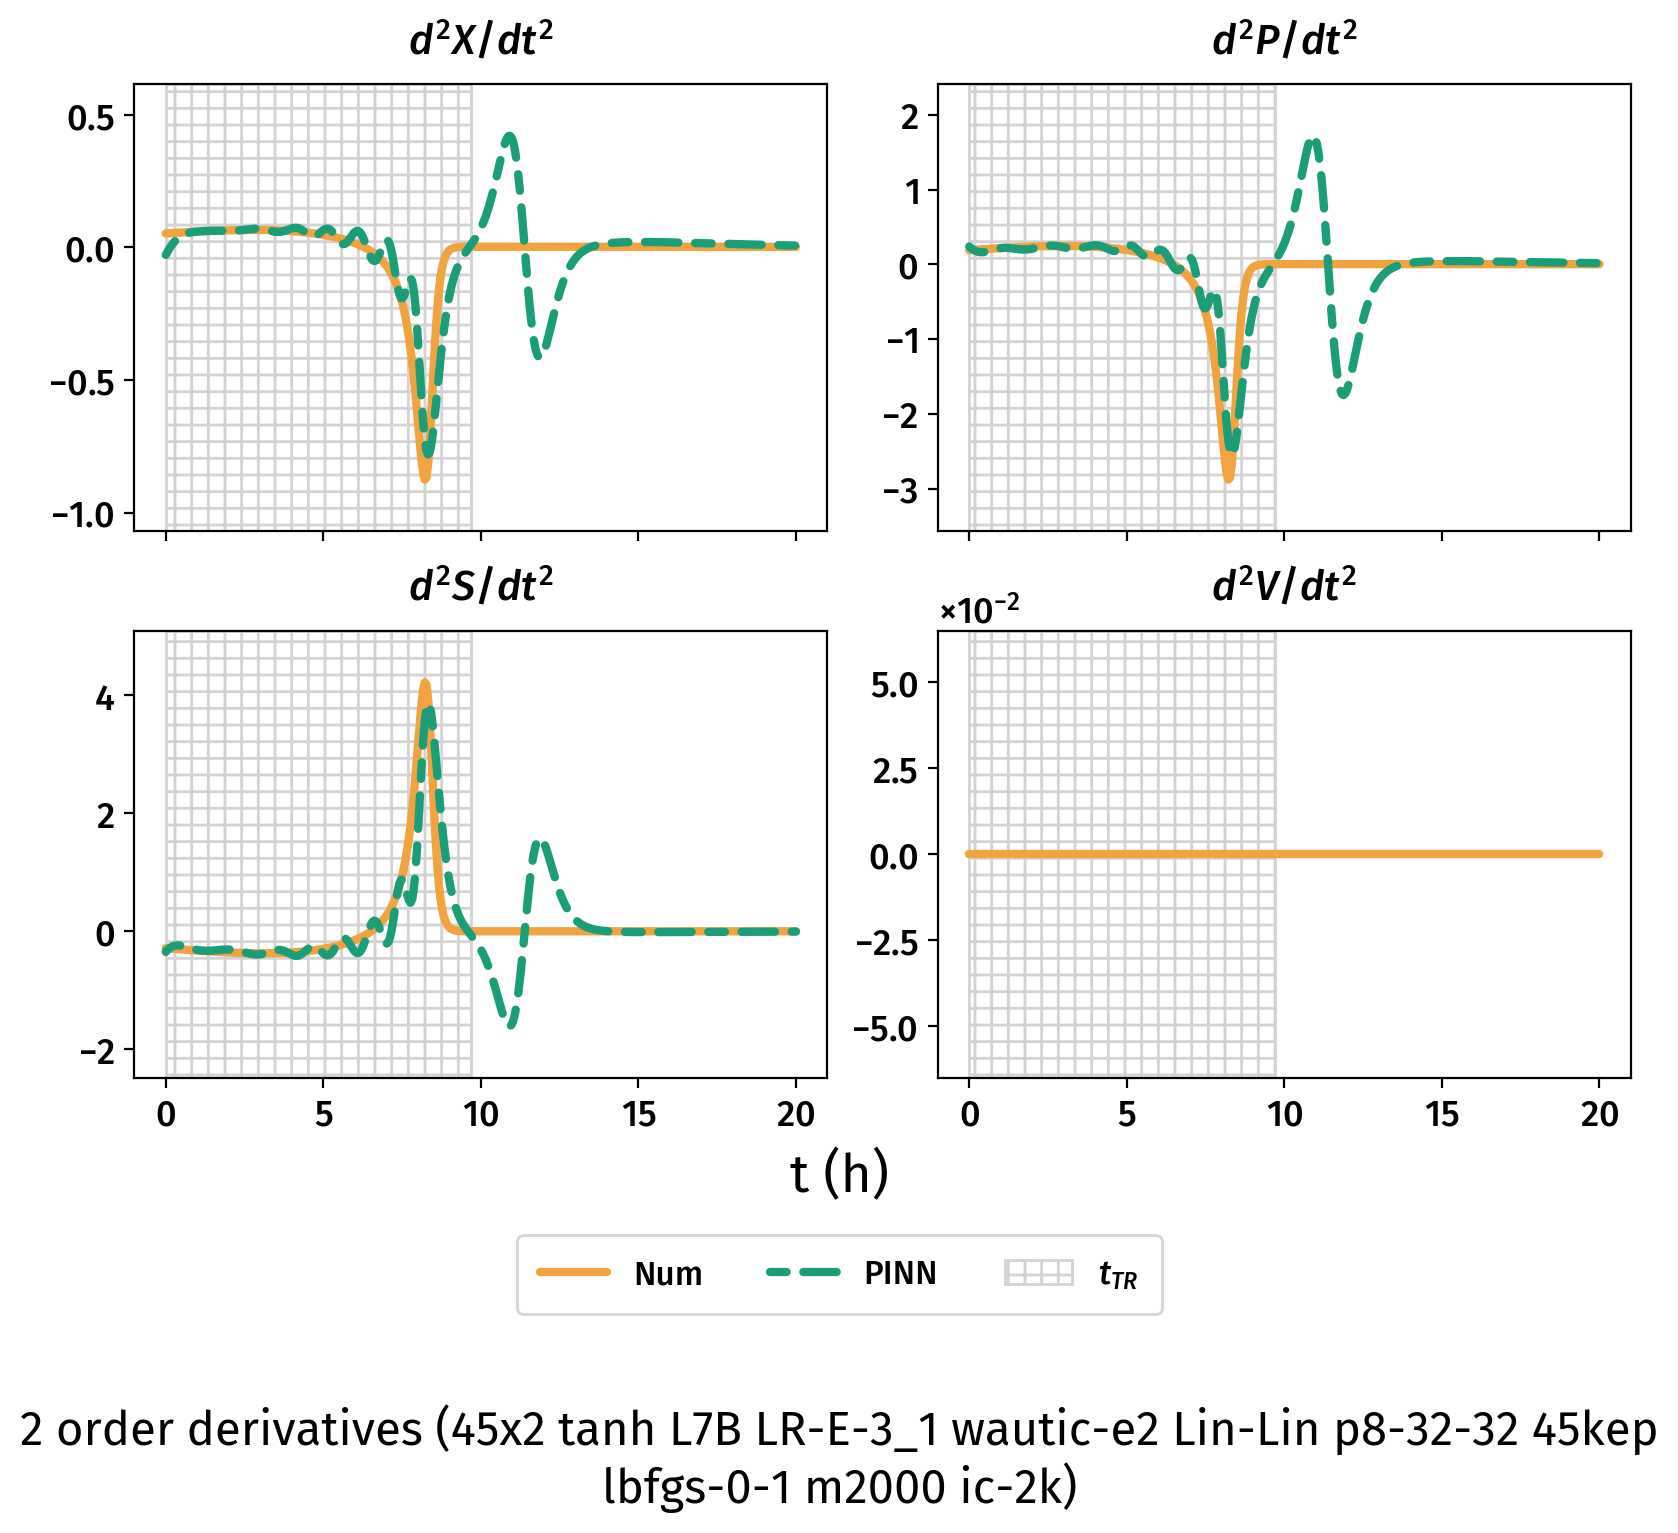 d²X/dt²
d²P/dt²
0.5
0.0
−0.5
−1.0
2
1
0
−1
−2
−3
d²S/dt²
d²V/dt²
×10⁻²
4
2
0
−2
5.0
2.5
0.0
−2.5
−5.0
0 5 10 15 20
0 5 10 15 20
t (h)
Num PINN t_TR
2 order derivatives (45x2 tanh L7B LR-E-3_1 wautic-e2 Lin-Lin p8-32-32 45kep
lbfgs-0-1 m2000 ic-2k)